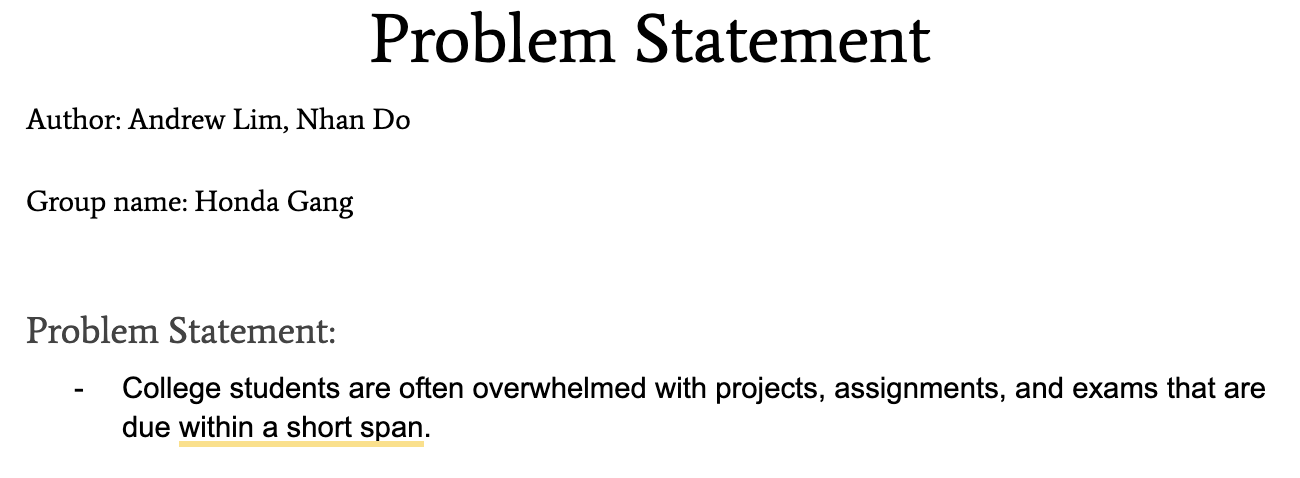 Problem Statement
Author: Andrew Lim, Nhan Do
Group name: Honda Gang
Problem Statement:
- College students are often overwhelmed with projects, assignments, and exams that are
due within a short span.